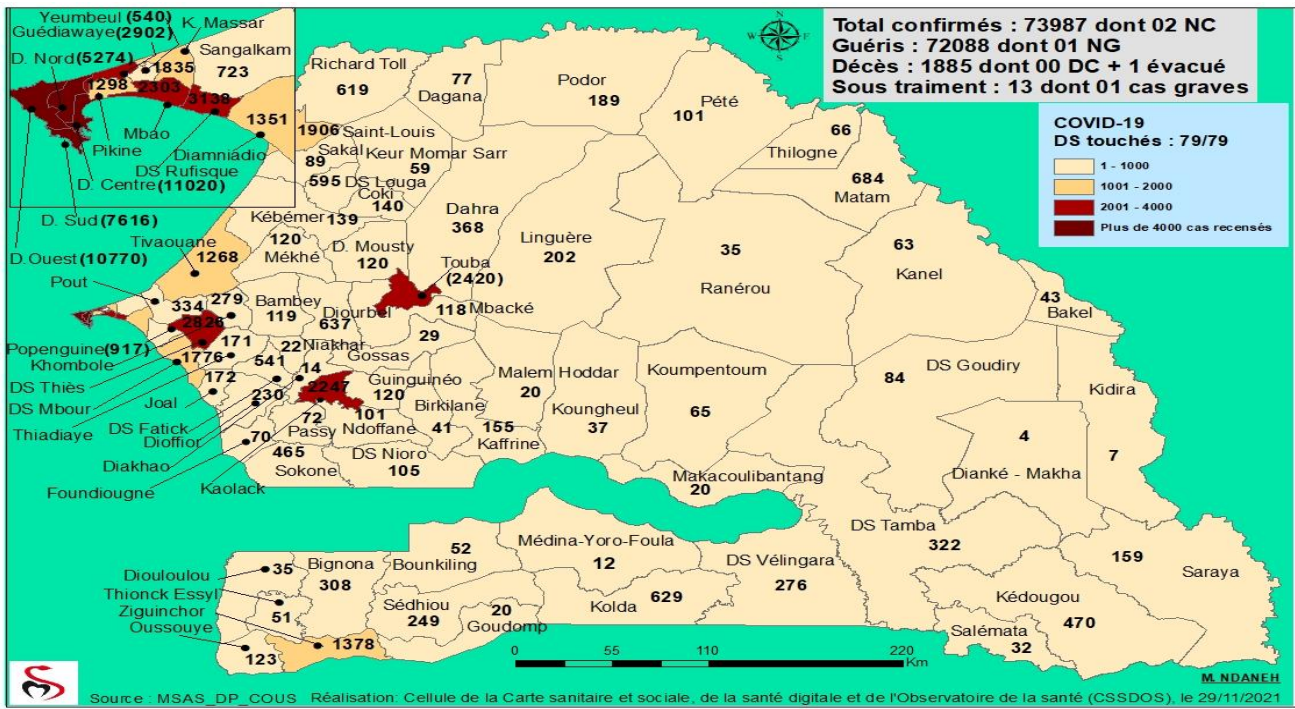 Total confirmés : 73987 dont 02 NC
Guéris : 72088 dont 01 NG
Décès : 1885 dont 00 DC + 1 évacué
Sous traiment : 13 dont 01 cas graves
COVID-19
DS touchés : 79/79
1 - 1000
1001 - 2000
2001 - 4000
Plus de 4000 cas recensés
W E S
Yeumbeul (540)
K. Massar
Guédiawaye (2902)
Sangalkam
723
D. Nord (5274)
1835
1298
2303
3138
1351
Mbao
Pikine
Diamniádio
DS Rufisque
D. Centre (11020)
D. Sud (7616)
D.Ouest (10770)
Richard Toll
619
77
Dagana
Podor
189
Pété
101
66
Thilogne
684
Matam
1906
Saint-Louis
Sakal
89
Keur Momar Sarr
59
595
DS Louga
Coki
140
Kébémer
139
Dahra
368
Linguère
202
35
Ranérou
63
Kanel
43
Bakel
Tivaouane
1268
120
Mékhé
D. Mousty
120
Touba
(2420)
118
Mbacké
Pout
334
279
Bambey
119
Diourbel
637
2826
Popenguine (917)
Khombole
171
22
Niakhar
29
Gossas
DS Thiès
1776
541
14
DS Mbour
172
230
2247
Guinguinéo
120
Thiadiaye
Joal
DS Fatick
Dioffior
72
Passy
101
Ndoffane
Birkilane
41
Malem Hoddar
20
155
Kaffrine
Koungheul
37
Koumpentoum
65
DS Goudiry
84
Kidira
7
4
Dianké - Makha
Diakhao
70
465
Sokone
DS Nioro
105
Foundiougne
Kaolack
Makacoulibantang
20
DS Tamba
322
159
Saraya
Kédougou
470
Salémata
32
Médina-Yoro-Foula
12
DS Vélingara
276
52
Bounkiling
Bignona
308
Diouloulou
35
Thionck Essyl
51
Ziguinchor
Oussouye
1378
123
Sédhiou
249
20
Goudomp
Kolda
629
0 55 110 220
Km
M. NDANEH
Source : MSAS_DP_COUS Réalisation: Cellule de la Carte sanitaire et sociale, de la santé digitale et de l'Observatoire de la santé (CSSDOS), le 29/11/2021